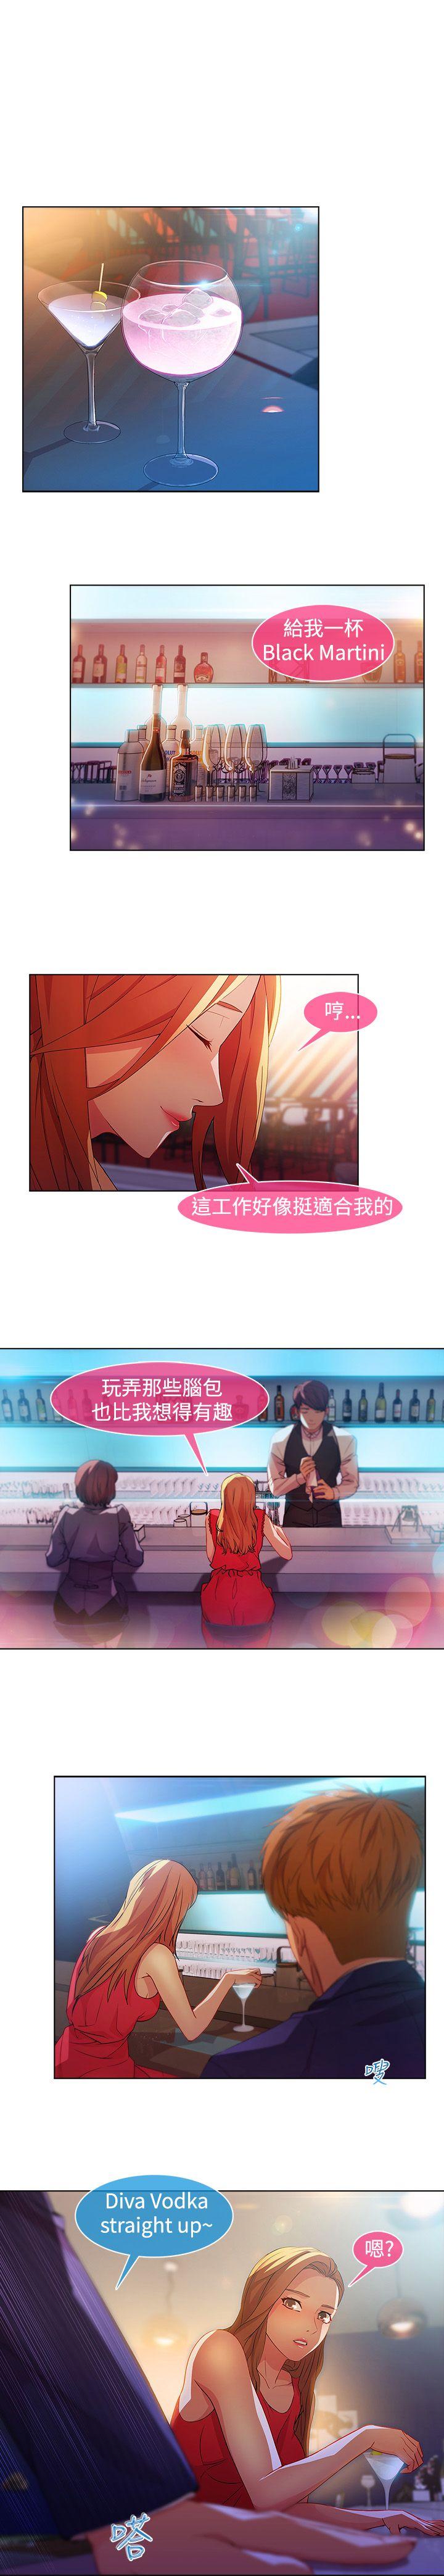 給我一杯
Black Martini
哼...
這工作好像挺適合我的
玩弄那些腦包
也比我想得有趣
嗖
Diva Vodka
straight up~
嗯?
嗒